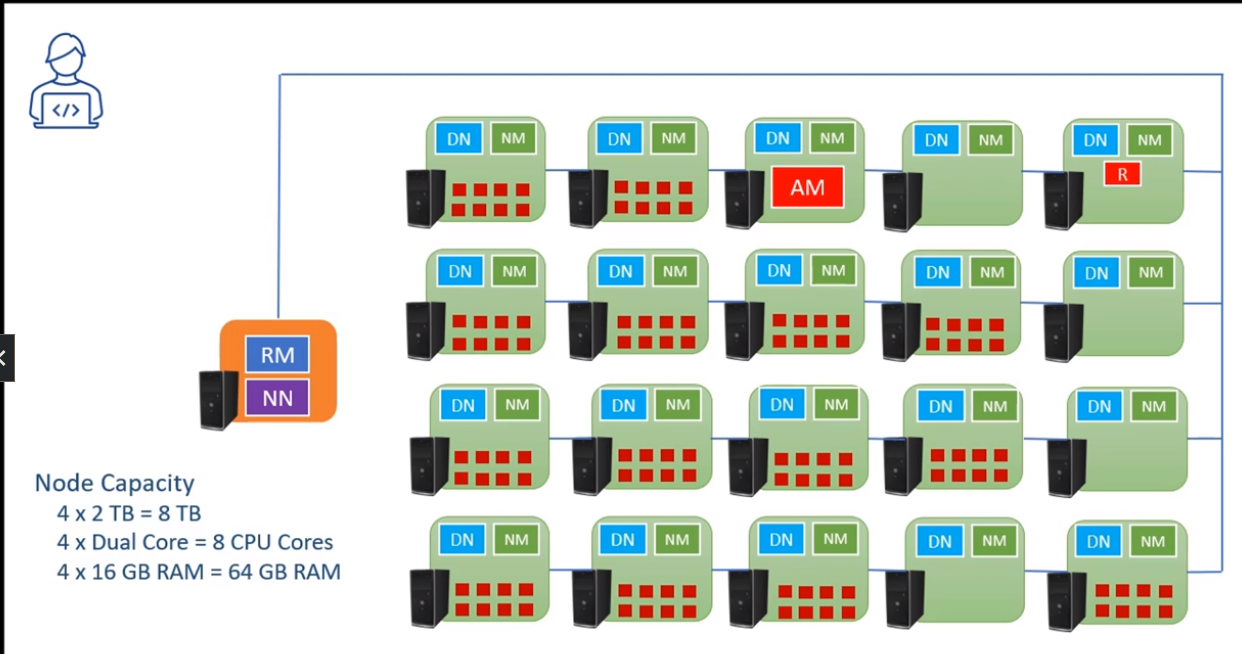 </>
DN NM DN NM DN NM DN NM DN NM
AM R
DN NM DN NM DN NM DN NM DN NM
RM
NN
DN NM DN NM DN NM DN NM DN NM
Node Capacity
4 x 2 TB = 8 TB
4 x Dual Core = 8 CPU Cores
4 x 16 GB RAM = 64 GB RAM
DN NM DN NM DN NM DN NM DN NM